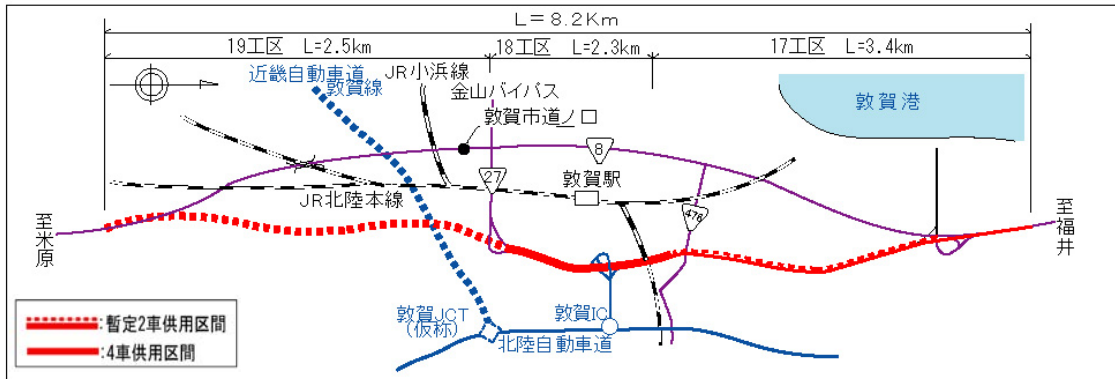 L=8.2Km
19工区 L=2.5km
18工区 L=2.3km
17工区 L=3.4km
近畿自動車道
敦賀線
JR小浜線
金山バイパス
敦賀市道ノ口
敦賀港
8
27
敦賀駅
JR北陸本線
476
至米原
至福井
敦賀JCT
(仮称)
敦賀IC
北陸自動車道
:暫定2車供用区間
:4車供用区間